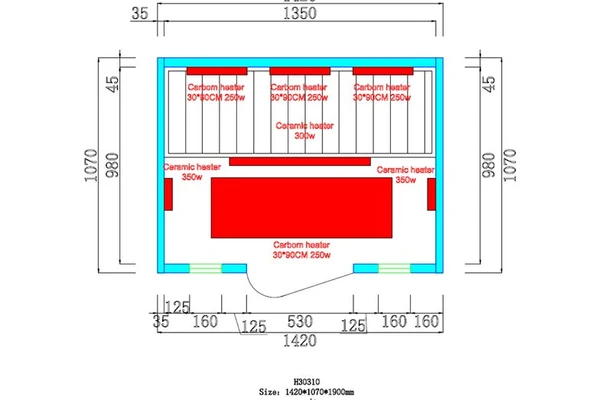 1420
35
1350
45
45
Carbom heater
30*90CM 250w
Carbom heater
30*90CM 250w
Carbom heater
30*90CM 250w
Ceramic heater
300w
1070
980
980
1070
Ceramic heater
350w
Ceramic heater
350w
Carbom heater
30*90CM 250w
125
35
160
125
530
125
160
160
1420
H30310
Size: 1420*1070*1900mm